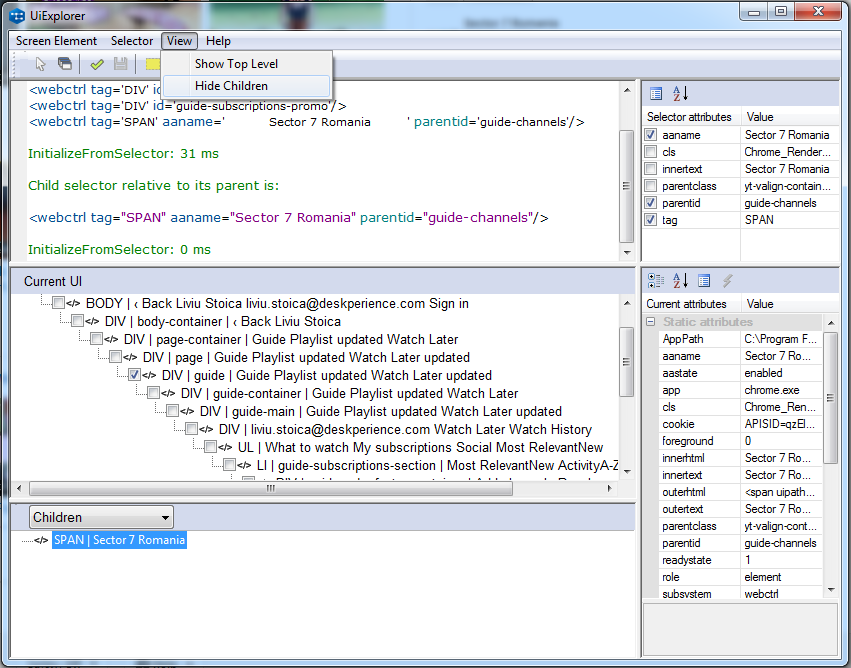 UiExplorer
Screen Element Selector View Help
Show Top Level
Hide Children
<webctrl tag='DIV' id
<webctrl tag='DIV' id='guide-subscriptions-promo'/>
<webctrl tag='SPAN' aaname=' Sector 7 Romania ' parentid='guide-channels'/>
InitializeFromSelector: 31 ms
Child selector relative to its parent is:
<webctrl tag="SPAN" aaname="Sector 7 Romania" parentid="guide-channels"/>
InitializeFromSelector: 0 ms
Selector attributes Value
aaname Sector 7 Romania
cls Chrome_Render...
innertext Sector 7 Romania
parentclass yt-valign-contain...
parentid guide-channels
tag SPAN
Current UI
</> BODY | ‹ Back Liviu Stoica liviu.stoica@deskperience.com Sign in
</> DIV | body-container | ‹ Back Liviu Stoica
</> DIV | page-container | Guide Playlist updated Watch Later
</> DIV | page | Guide Playlist updated Watch Later updated
</> DIV | guide | Guide Playlist updated Watch Later updated
</> DIV | guide-container | Guide Playlist updated Watch Later
</> DIV | guide-main | Guide Playlist updated Watch Later updated
</> DIV | liviu.stoica@deskperience.com Watch Later Watch History
</> UL | What to watch My subscriptions Social Most RelevantNew
</> LI | guide-subscriptions-section | Most RelevantNew ActivityA-Z
Children
</> SPAN | Sector 7 Romania
Current attributes Value
Static attributes
AppPath C:\Program F...
aaname Sector 7 Ro...
aastate enabled
app chrome.exe
cls Chrome_Ren...
cookie APISID=qzEl...
foreground 0
innerhtml Sector 7 Ro...
innertext Sector 7 Ro...
outerhtml <span uipath...
outertext Sector 7 Ro...
parentclass yt-valign-cont...
parentid guide-channels
readystate 1
role element
subsystem webctrl